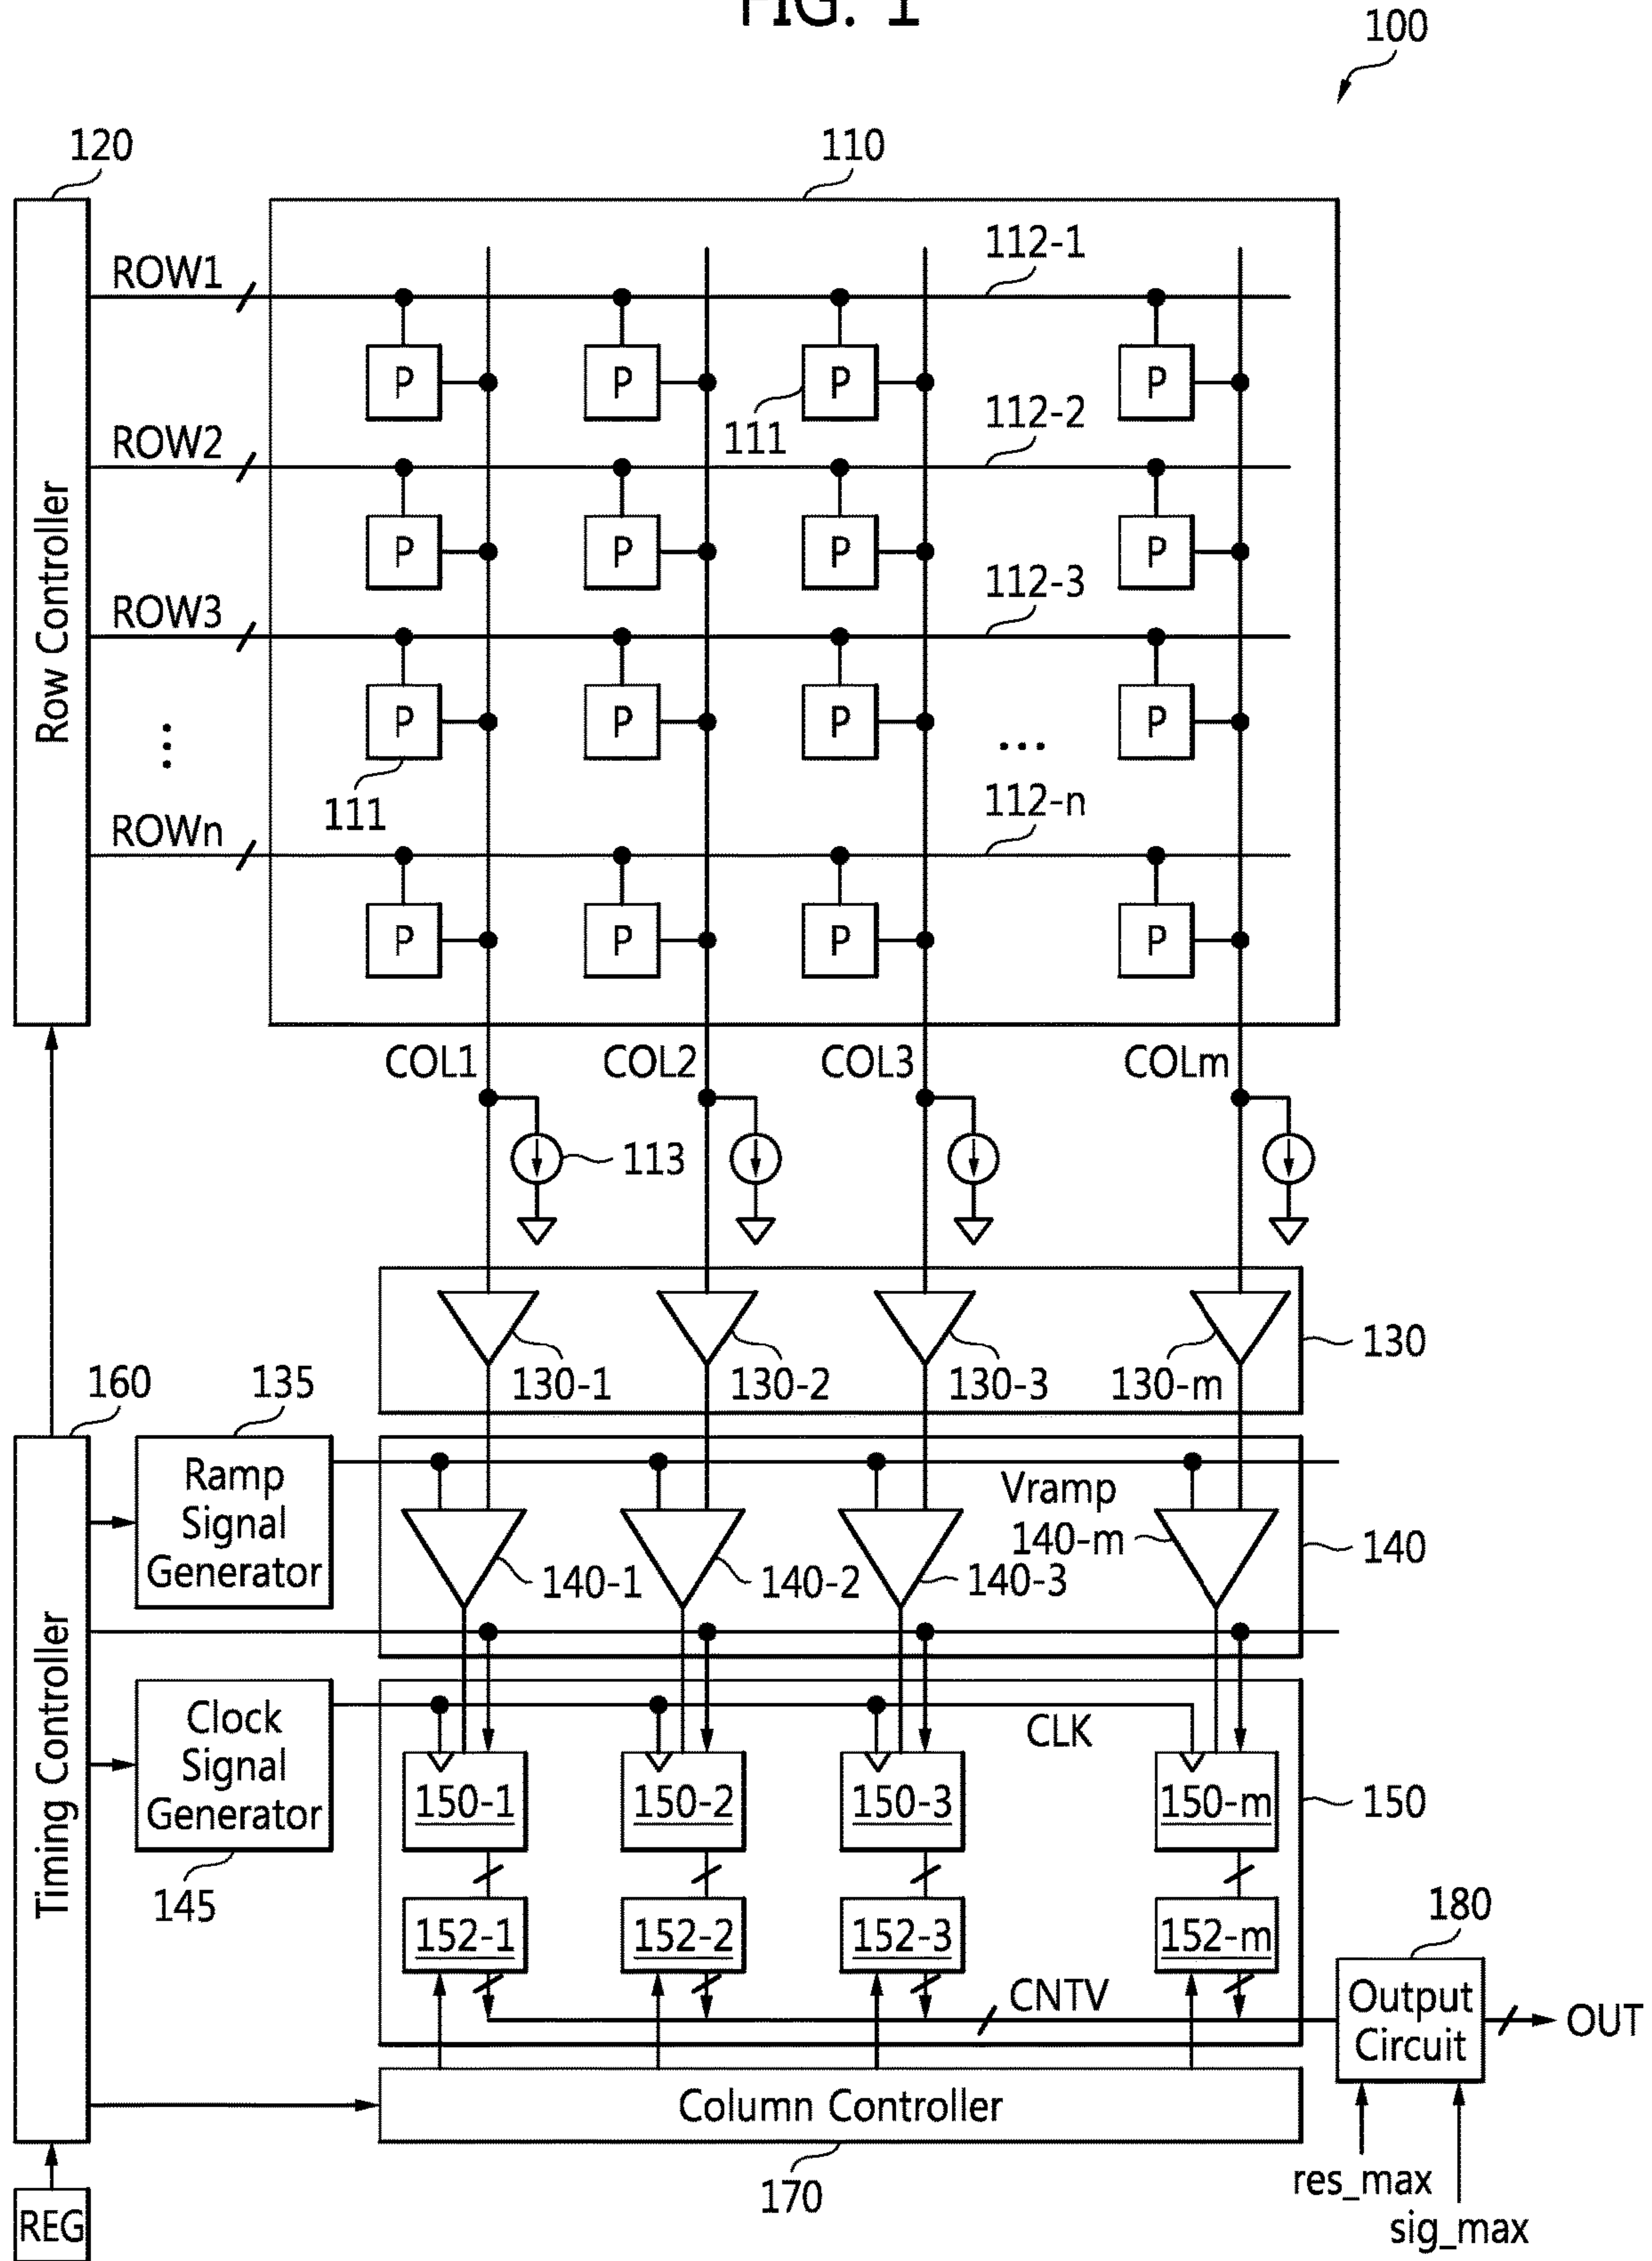 FIG. 1
100
120
110
ROW1
112-1
P P P P
111
ROW2
112-2
P P P P
ROW3
112-3
P P P P
111
Row Controller
ROWn
112-n
P P P P
COL1 COL2 COL3 COLm
113
130-1 130-2 130-3 130-m
130
160
135
Ramp
Signal
Generator
Vramp
140-1 140-2 140-3 140-m
140
Timing Controller
Clock
Signal
Generator
145
CLK
150-1 150-2 150-3 150-m
150
152-1 152-2 152-3 152-m
180
CNTV
Output
Circuit
OUT
Column Controller
170
res_max
sig_max
REG